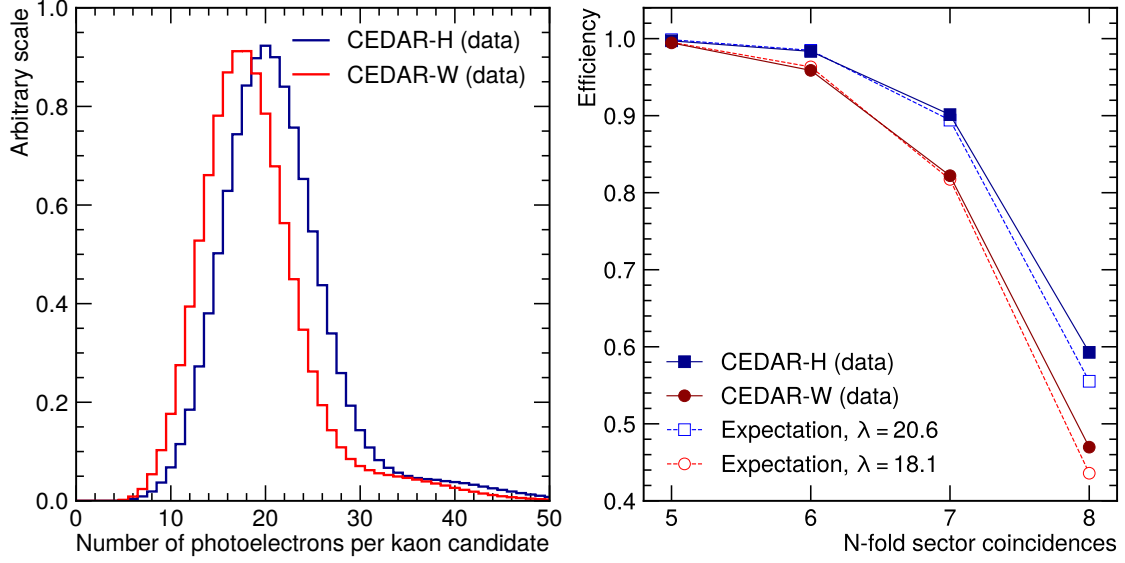 Arbitrary scale
1.0
0.8
0.6
0.4
0.2
0.0
CEDAR-H (data)
CEDAR-W (data)
0 10 20 30 40 50
Number of photoelectrons per kaon candidate
Efficiency
1.0
0.9
0.8
0.7
0.6
0.5
0.4
CEDAR-H (data)
CEDAR-W (data)
Expectation, λ = 20.6
Expectation, λ = 18.1
5 6 7 8
N-fold sector coincidences